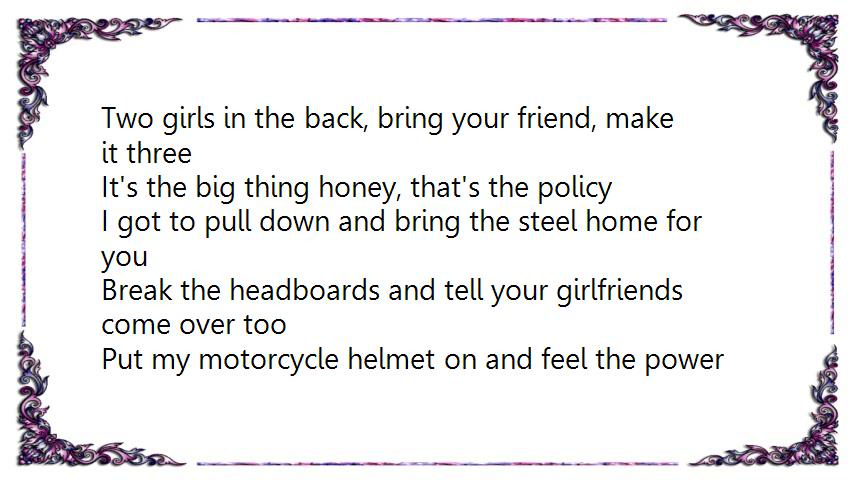 Two girls in the back, bring your friend, make
it three
It's the big thing honey, that's the policy
I got to pull down and bring the steel home for
you
Break the headboards and tell your girlfriends
come over too
Put my motorcycle helmet on and feel the power